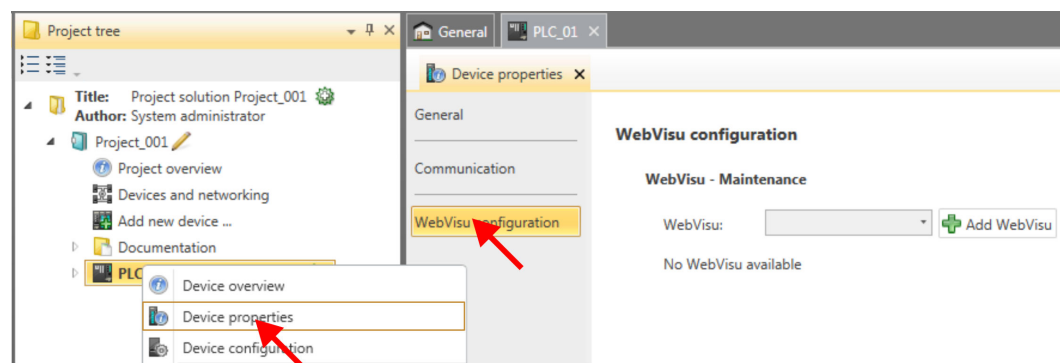 Project tree
General
PLC_01
Device properties
Title: Project solution Project_001
Author: System administrator
Project_001
Project overview
Devices and networking
Add new device ...
Documentation
PLC
Device overview
Device properties
Device configuration
General
Communication
WebVisu configuration
WebVisu configuration
WebVisu - Maintenance
WebVisu:
Add WebVisu
No WebVisu available